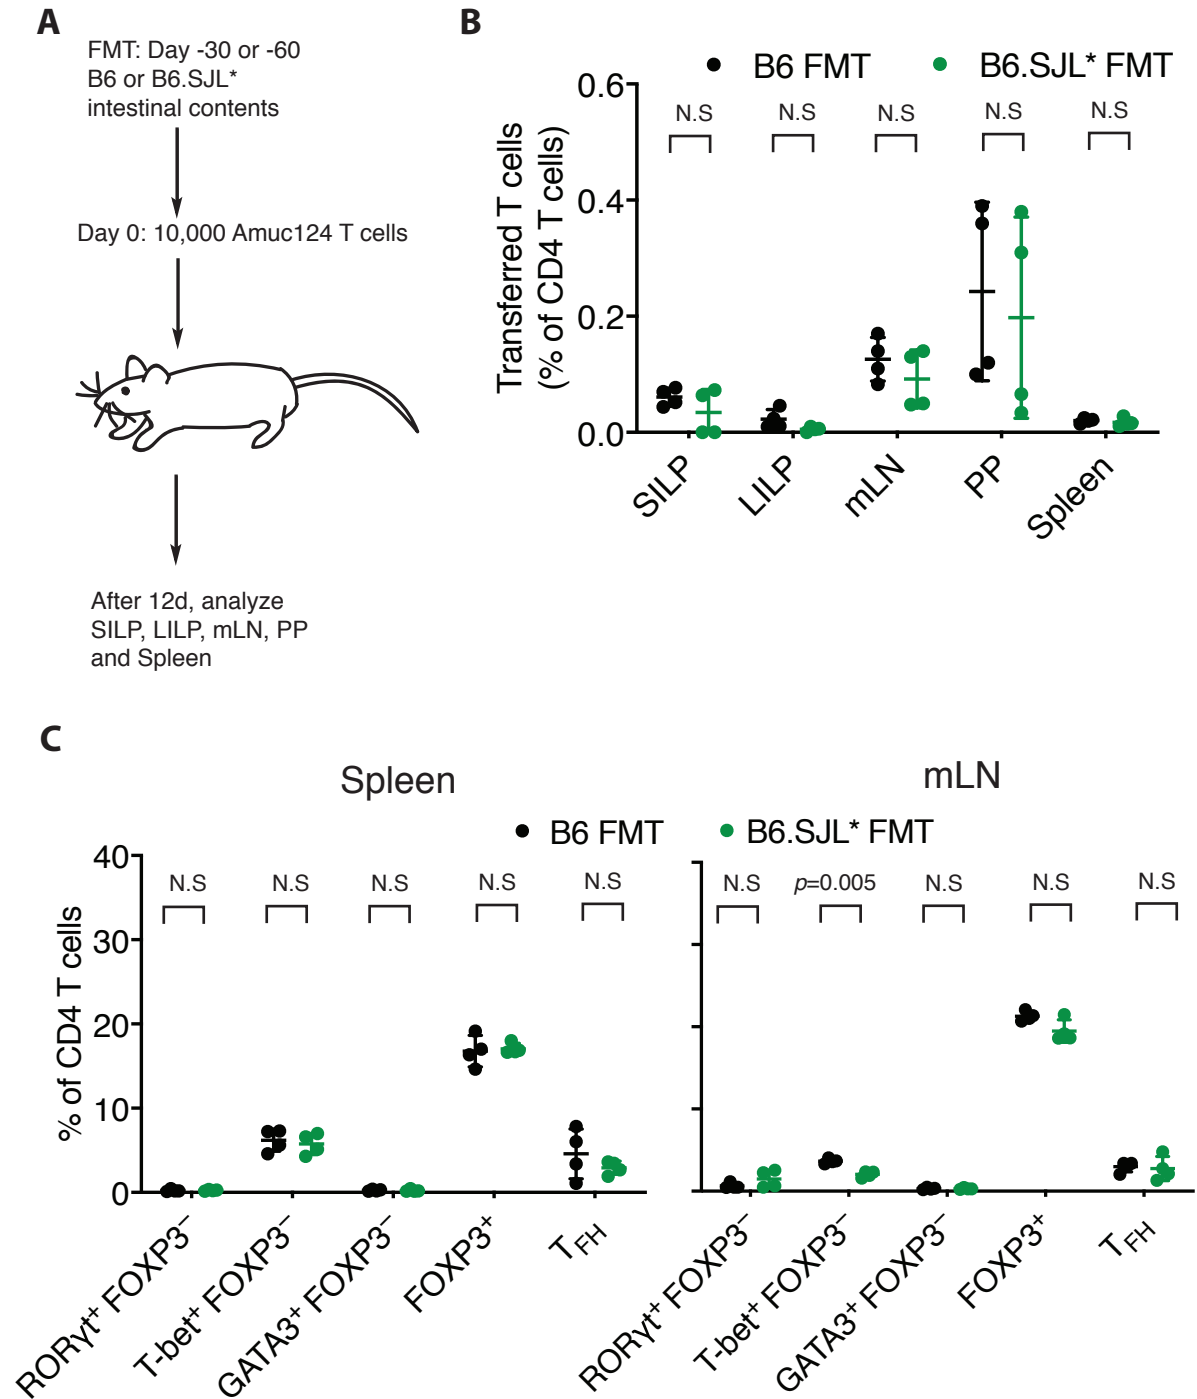 A
FMT: Day -30 or -60
B6 or B6.SJL*
intestinal contents
Day 0: 10,000 Amuc124 T cells
After 12d, analyze
SILP, LILP, mLN, PP
and Spleen
B
B6 FMT
B6.SJL* FMT
Transferred T cells
(% of CD4 T cells)
0.6
0.4
0.2
0.0
N.S
N.S
N.S
N.S
N.S
SILP
LILP
mLN
PP
Spleen
C
Spleen
mLN
B6 FMT
B6.SJL* FMT
% of CD4 T cells
40
30
20
10
0
N.S
N.S
N.S
N.S
N.S
N.S
p=0.005
N.S
N.S
N.S
RORγt⁺ FOXP3⁻
T-bet⁺ FOXP3⁻
GATA3⁺ FOXP3⁻
FOXP3⁺
TFH
RORγt⁺ FOXP3⁻
T-bet⁺ FOXP3⁻
GATA3⁺ FOXP3⁻
FOXP3⁺
TFH